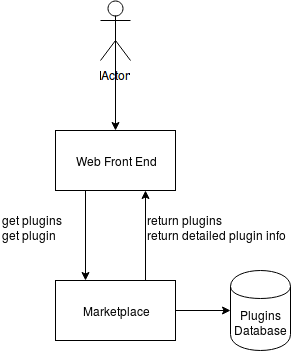 Actor
Web Front End
get plugins
get plugin
return plugins
return detailed plugin info
Marketplace
Plugins
Database